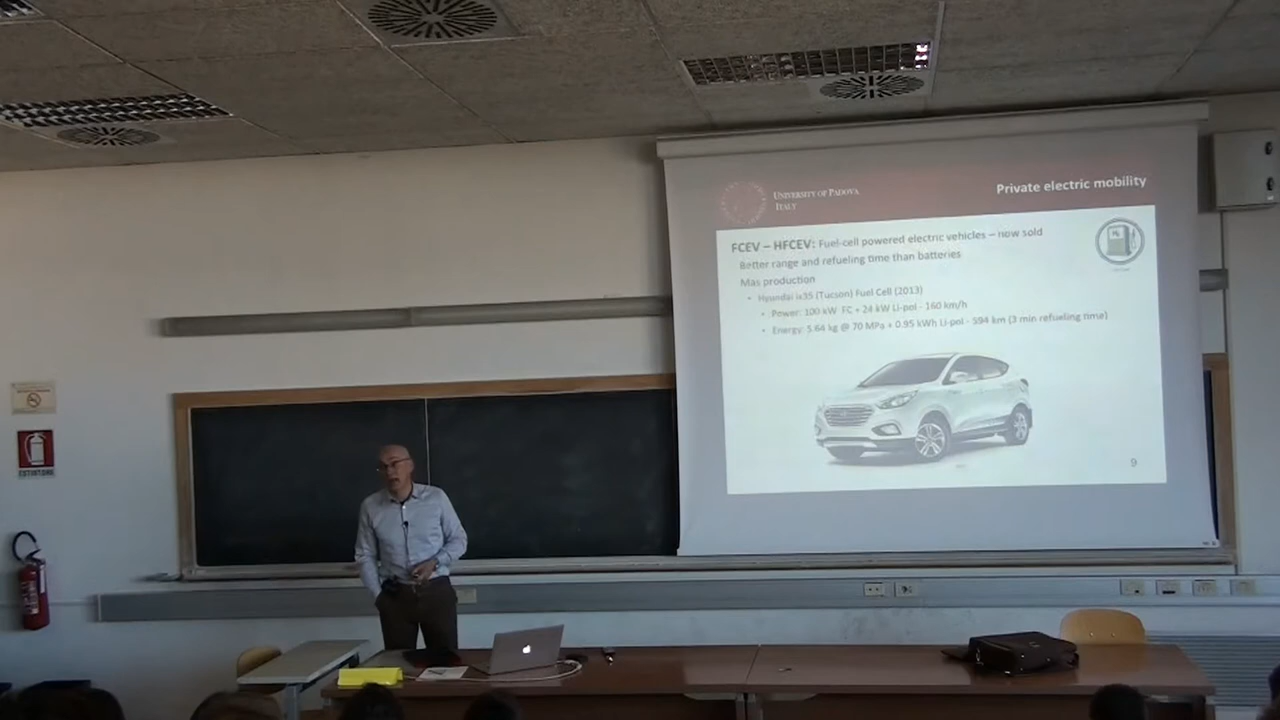 UNIVERSITY OF PADOVA
ITALY
Private electric mobility
FCEV – HFCEV: Fuel-cell powered electric vehicles – now sold
Better range and refueling time than batteries
Mas production
• Hyundai ix35 (Tucson) Fuel Cell (2013)
• Power: 100 kW FC + 24 kW Li-pol - 160 km/h
• Energy: 5.64 kg @ 70 MPa + 0.95 kWh Li-pol - 594 km (3 min refueling time)
9
ESTINTORE